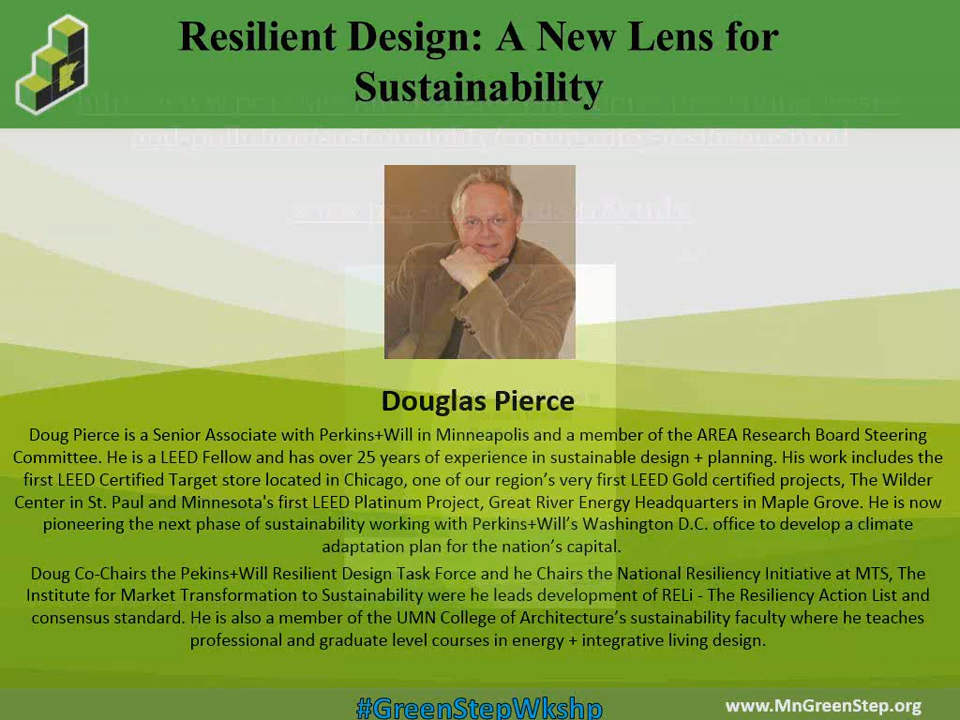 Resilient Design: A New Lens for
Sustainability
Douglas Pierce
Doug Pierce is a Senior Associate with Perkins+Will in Minneapolis and a member of the AREA Research Board Steering
Committee. He is a LEED Fellow and has over 25 years of experience in sustainable design + planning. His work includes the
first LEED Certified Target store located in Chicago, one of our region’s very first LEED Gold certified projects, The Wilder
Center in St. Paul and Minnesota's first LEED Platinum Project, Great River Energy Headquarters in Maple Grove. He is now
pioneering the next phase of sustainability working with Perkins+Will’s Washington D.C. office to develop a climate
adaptation plan for the nation’s capital.
Doug Co-Chairs the Pekins+Will Resilient Design Task Force and he Chairs the National Resiliency Initiative at MTS, The
Institute for Market Transformation to Sustainability were he leads development of RELi - The Resiliency Action List and
consensus standard. He is also a member of the UMN College of Architecture’s sustainability faculty where he teaches
professional and graduate level courses in energy + integrative living design.
#GreenStepWkshp
www.MnGreenStep.org